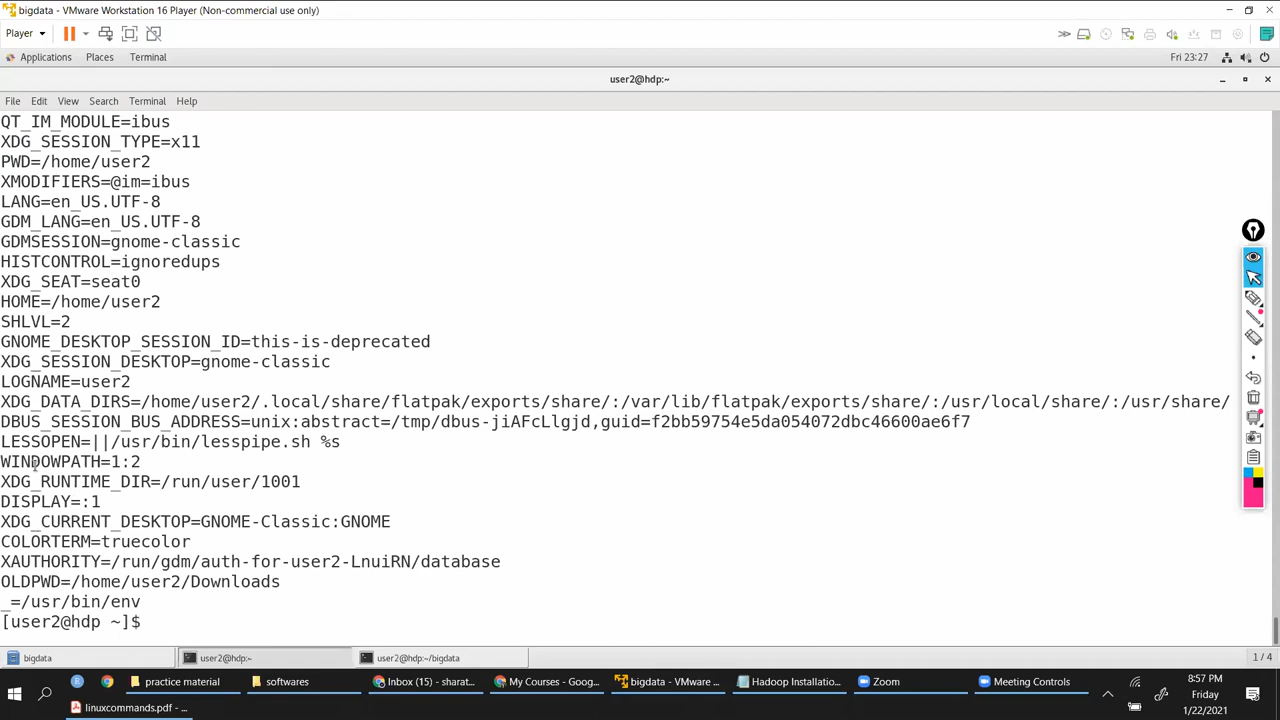 bigdata - VMware Workstation 16 Player (Non-commercial use only)
Player
Applications Places Terminal Fri 23:27
user2@hdp:~
File Edit View Search Terminal Help
QT_IM_MODULE=ibus
XDG_SESSION_TYPE=x11
PWD=/home/user2
XMODIFIERS=@im=ibus
LANG=en_US.UTF-8
GDM_LANG=en_US.UTF-8
GDMSESSION=gnome-classic
HISTCONTROL=ignoredups
XDG_SEAT=seat0
HOME=/home/user2
SHLVL=2
GNOME_DESKTOP_SESSION_ID=this-is-deprecated
XDG_SESSION_DESKTOP=gnome-classic
LOGNAME=user2
XDG_DATA_DIRS=/home/user2/.local/share/flatpak/exports/share/:/var/lib/flatpak/exports/share/:/usr/local/share/:/usr/share/
DBUS_SESSION_BUS_ADDRESS=unix:abstract=/tmp/dbus-jiAFcLlgjd,guid=f2bb59754e5da054072dbc46600ae6f7
LESSOPEN=||/usr/bin/lesspipe.sh %s
WINDOWPATH=1:2
XDG_RUNTIME_DIR=/run/user/1001
DISPLAY=:1
XDG_CURRENT_DESKTOP=GNOME-Classic:GNOME
COLORTERM=truecolor
XAUTHORITY=/run/gdm/auth-for-user2-LnuiRN/database
OLDPWD=/home/user2/Downloads
_=/usr/bin/env
[user2@hdp ~]$
bigdata user2@hdp:~ user2@hdp:~/bigdata 1 / 4
practice material softwares Inbox (15) - sharat... My Courses - Goog... bigdata - VMware ... Hadoop Installatio... Zoom Meeting Controls 8:57 PM
Friday
linuxcommands.pdf - ... 1/22/2021